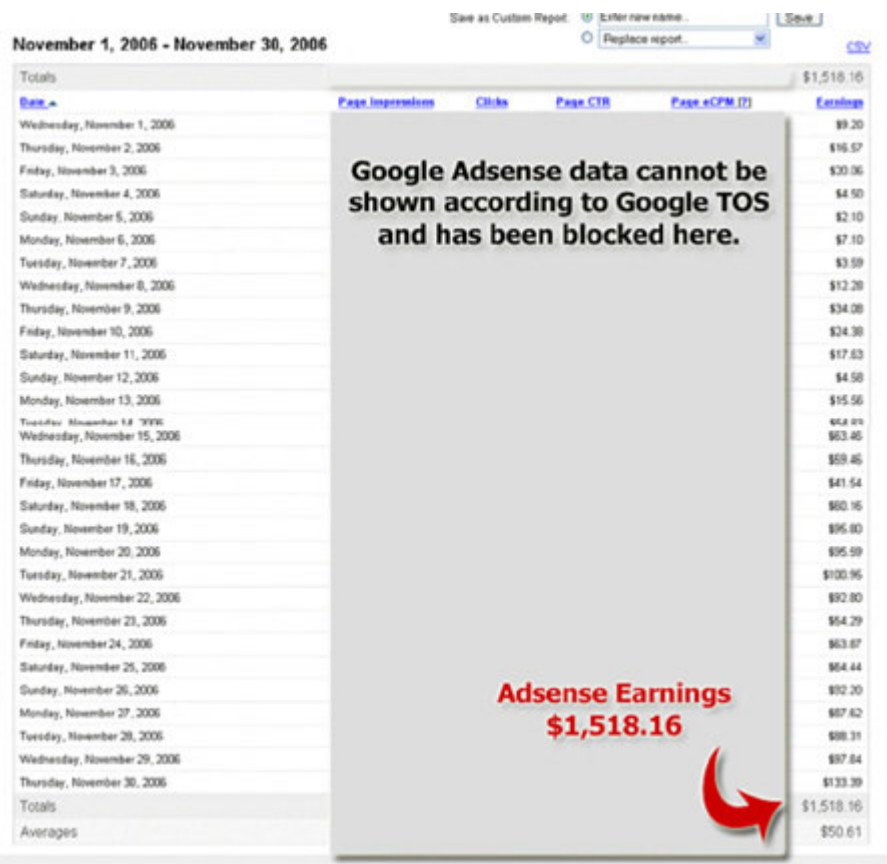 Save as Custom Report: Enter new name... Save
November 1, 2006 - November 30, 2006 Replace report... CSV
Totals $1,518.16
Date Page Impressions Clicks Page CTR Page eCPM [?] Earnings
Wednesday, November 1, 2006 $9.20
Thursday, November 2, 2006 $16.57
Friday, November 3, 2006 $20.06
Saturday, November 4, 2006 $4.50
Sunday, November 5, 2006 $2.10
Monday, November 6, 2006 $7.10
Tuesday, November 7, 2006 $3.59
Wednesday, November 8, 2006 $12.28
Thursday, November 9, 2006 $34.08
Friday, November 10, 2006 $24.38
Saturday, November 11, 2006 $17.63
Sunday, November 12, 2006 $4.58
Monday, November 13, 2006 $15.56
Tuesday, November 14, 2006
Wednesday, November 15, 2006 $63.46
Thursday, November 16, 2006
Friday, November 17, 2006 $41.54
Saturday, November 18, 2006 $60.16
Sunday, November 19, 2006 $95.80
Monday, November 20, 2006 $95.59
Tuesday, November 21, 2006 $100.95
Wednesday, November 22, 2006 $92.80
Thursday, November 23, 2006
Friday, November 24, 2006 $63.87
Saturday, November 25, 2006
Sunday, November 26, 2006
Monday, November 27, 2006 $87.62
Tuesday, November 28, 2006 $88.31
Wednesday, November 29, 2006 $97.84
Thursday, November 30, 2006 $133.39
Totals $1,518.16
Averages $50.61
Google Adsense data cannot be
shown according to Google TOS
and has been blocked here.
Adsense Earnings
$1,518.16